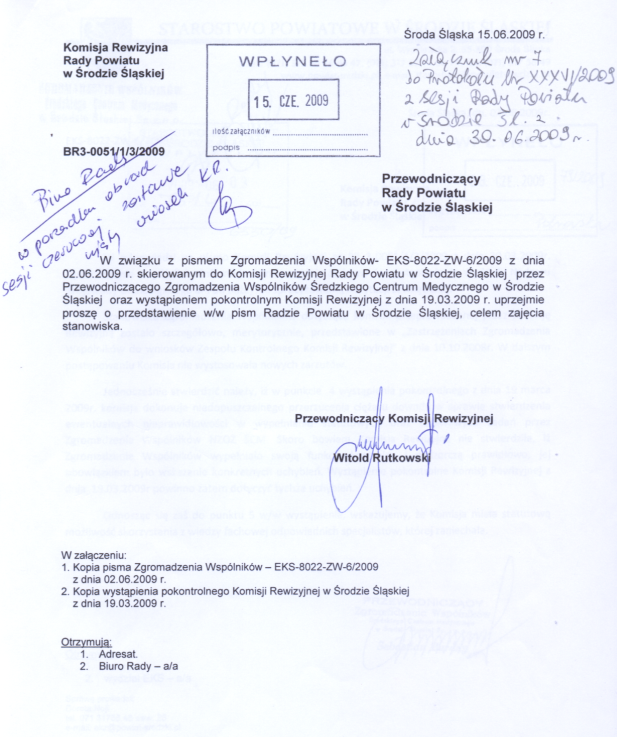 Środa Śląska 15.06.2009 r.
Komisja Rewizyjna
Rady Powiatu
w Środzie Śląskiej
WPŁYNEŁO
15. CZE. 2009
ilość załączników
podpis
Załącznik nr 7
do Protokołu Nr XXXVI/2009
z sesji Rady Powiatu
w Środzie Śl. z
dnia 30.06.2009 r.
BR3-0051/1/3/2009
Biuro Rady
w porządku obrad
sesji czerwcowej zostanie
ujęty wniosek KR.
Przewodniczący
Rady Powiatu
w Środzie Śląskiej
W związku z pismem Zgromadzenia Wspólników- EKS-8022-ZW-6/2009 z dnia
02.06.2009 r. skierowanym do Komisji Rewizyjnej Rady Powiatu w Środzie Śląskiej przez
Przewodniczącego Zgromadzenia Wspólników Średzkiego Centrum Medycznego w Środzie
Śląskiej oraz wystąpieniem pokontrolnym Komisji Rewizyjnej z dnia 19.03.2009 r. uprzejmie
proszę o przedstawienie w/w pism Radzie Powiatu w Środzie Śląskiej, celem zajęcia
stanowiska.
Przewodniczący Komisji Rewizyjnej
Witold Rutkowski
W załączeniu:
1. Kopia pisma Zgromadzenia Wspólników – EKS-8022-ZW-6/2009
z dnia 02.06.2009 r.
2. Kopia wystąpienia pokontrolnego Komisji Rewizyjnej w Środzie Śląskiej
z dnia 19.03.2009 r.
Otrzymują:
1. Adresat.
2. Biuro Rady – a/a